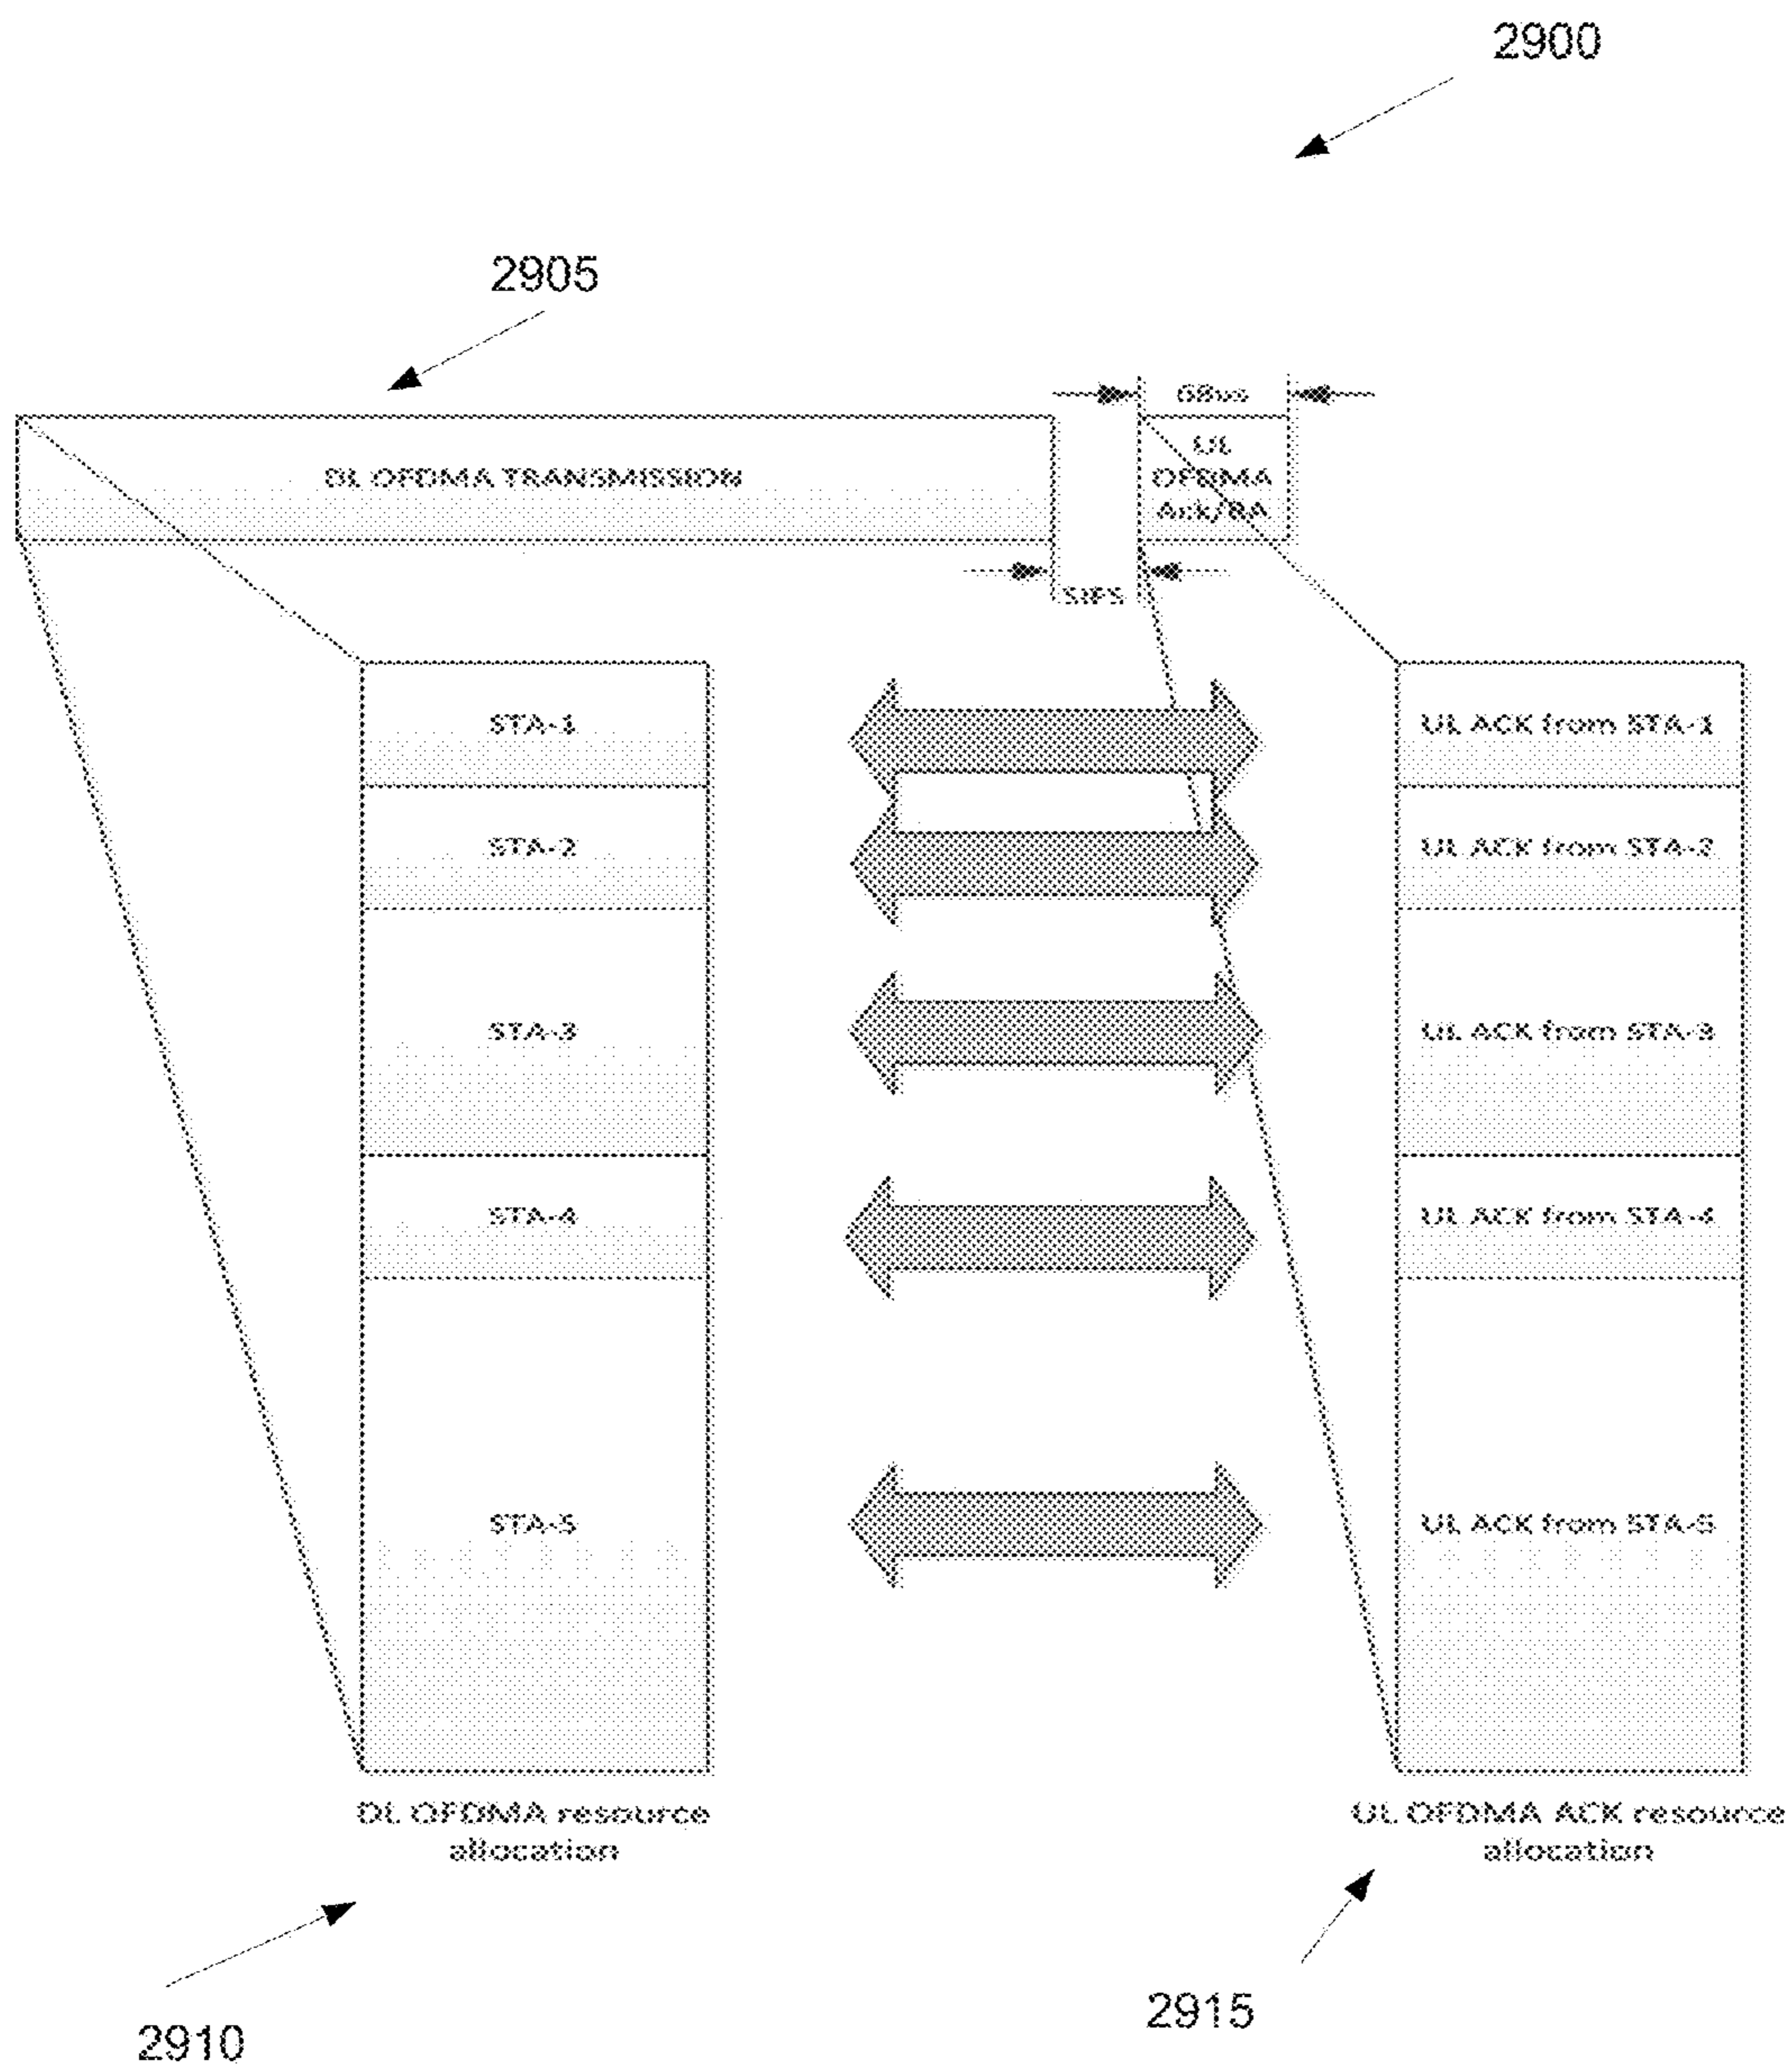 2900
2905
68us
DL OFDMA TRANSMISSION
UL
OFDMA
Ack/BA
SIFS
STA-1
UL ACK from STA-1
STA-2
UL ACK from STA-2
STA-3
UL ACK from STA-3
STA-4
UL ACK from STA-4
STA-5
UL ACK from STA-5
DL OFDMA resource
allocation
UL OFDMA ACK resource
allocation
2910
2915